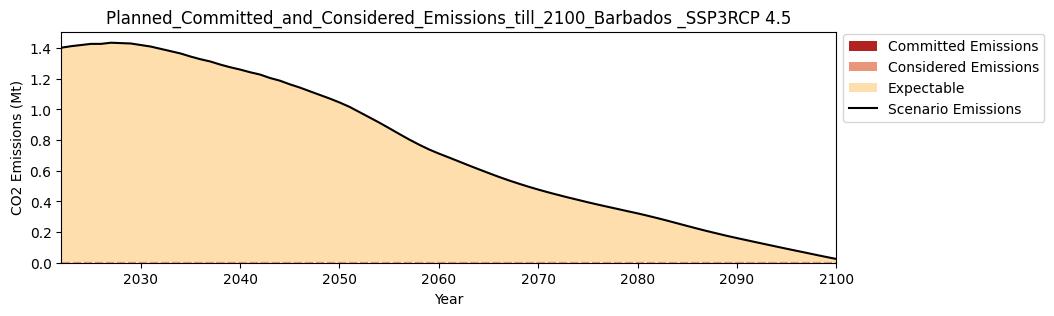 Planned_Committed_and_Considered_Emissions_till_2100_Barbados _SSP3RCP 4.5
CO2 Emissions (Mt)
1.4
1.2
1.0
0.8
0.6
0.4
0.2
0.0
2030 2040 2050 2060 2070 2080 2090 2100
Year
Committed Emissions
Considered Emissions
Expectable
Scenario Emissions